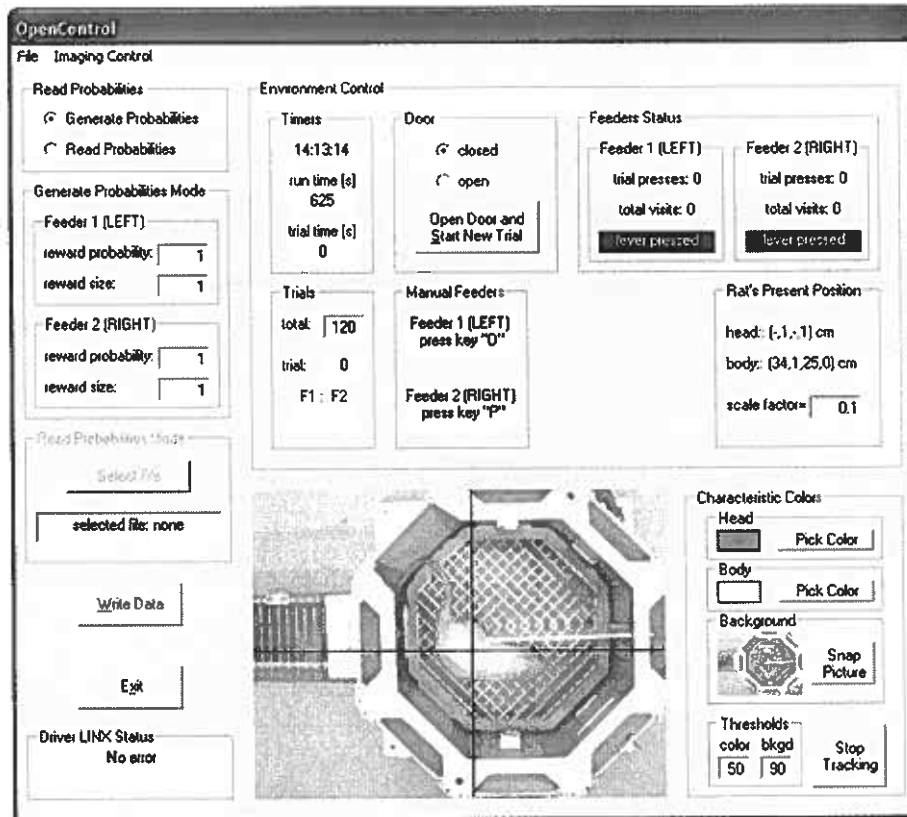 OpenControl
File Imaging Control
Read Probabilities
Generate Probabilities
Read Probabilities
Generate Probabilities Mode
Feeder 1 (LEFT)
reward probability: 1
reward size: 1
Feeder 2 (RIGHT)
reward probability: 1
reward size: 1
Read Probabilities Mode
Select File
selected file: none
Write Data
Exit
Driver LINX Status
No error
Environment Control
Timers
14:13:14
run time [s]
625
trial time [s]
0
Door
closed
open
Open Door and
Start New Trial
Feeders Status
Feeder 1 (LEFT)
trial presses: 0
total visits: 0
lever pressed
Feeder 2 (RIGHT)
trial presses: 0
total visits: 0
lever pressed
Trials
total: 120
trial: 0
F1 : F2
Manual Feeders
Feeder 1 (LEFT)
press key "O"
Feeder 2 (RIGHT)
press key "P"
Rat's Present Position
head: (-,1,-,1) cm
body: (34,1,25,0) cm
scale factor= 0.1
Characteristic Colors
Head
Pick Color
Body
Pick Color
Background
Snap
Picture
Thresholds
color bkgd
50 90
Stop
Tracking